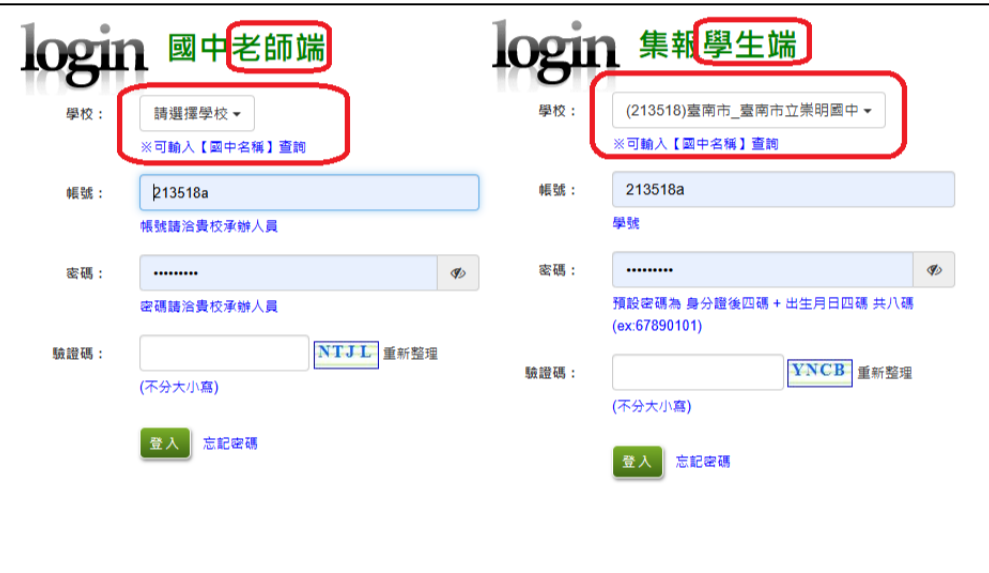 login 國中老師端
學校：
請選擇學校
※可輸入【國中名稱】查詢
帳號：
213518a
帳號請洽貴校承辦人員
密碼：
•••••••••
密碼請洽貴校承辦人員
驗證碼：
NTJL 重新整理
(不分大小寫)
登入 忘記密碼
login 集報學生端
學校：
(213518)臺南市_臺南市立崇明國中
※可輸入【國中名稱】查詢
帳號：
213518a
學號
密碼：
•••••••••
預設密碼為 身分證後四碼 + 出生月日四碼 共八碼
(ex:67890101)
驗證碼：
YNCB 重新整理
(不分大小寫)
登入 忘記密碼